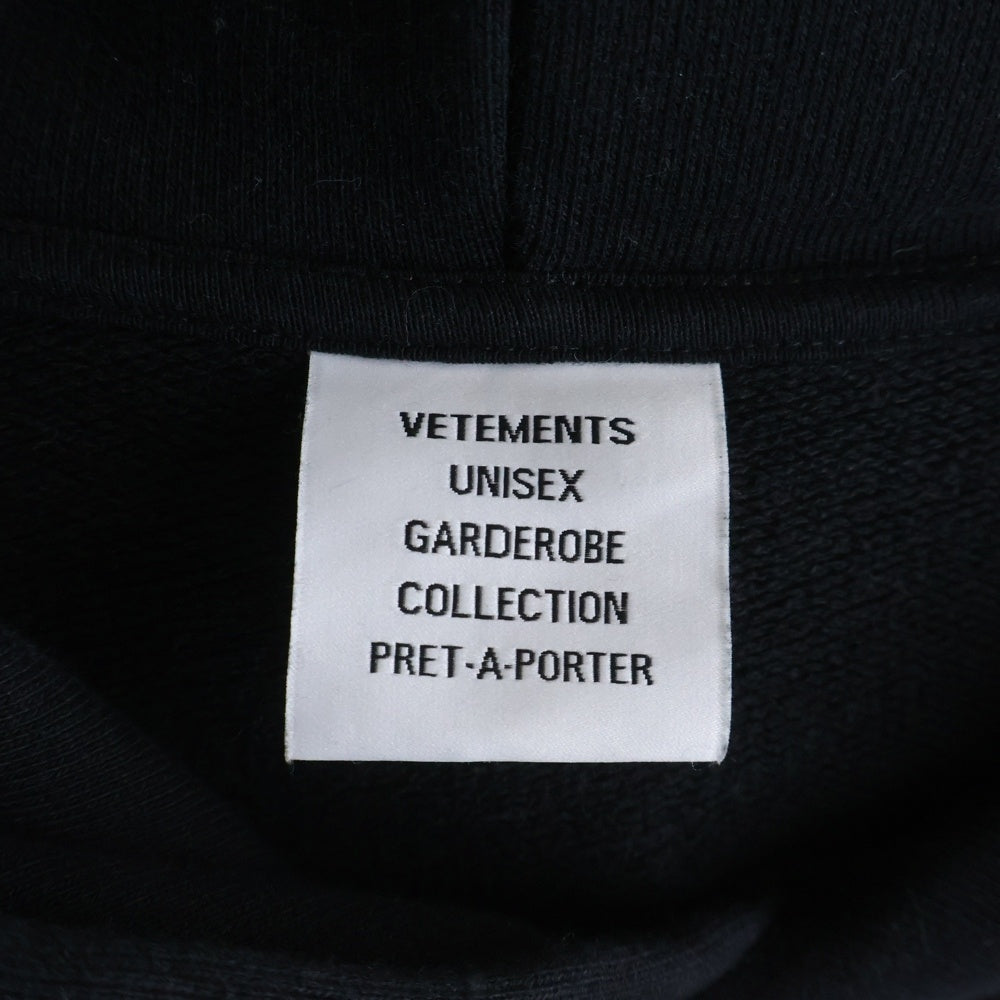 VETEMENTS
UNISEX
GARDEROBE
COLLECTION
PRET-A-PORTER